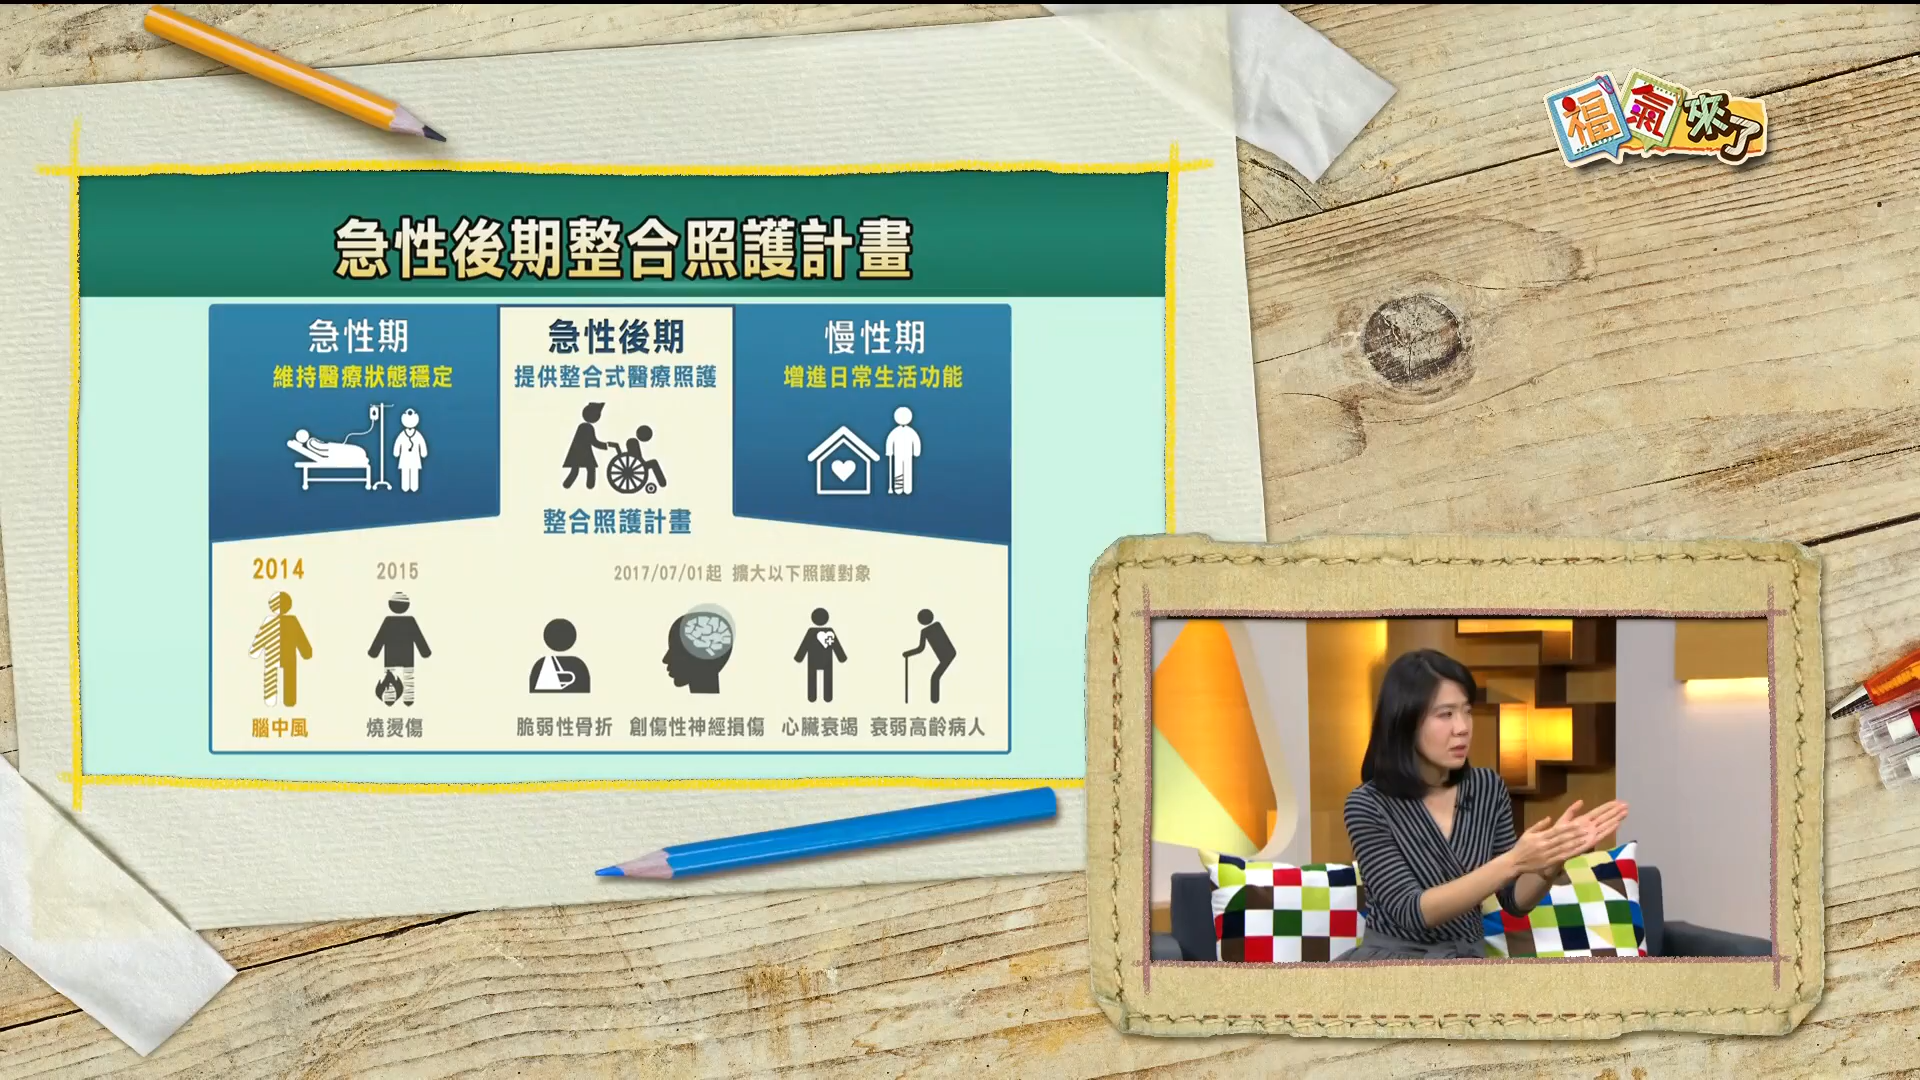 福氣來了
急性後期整合照護計畫
急性期
維持醫療狀態穩定
急性後期
提供整合式醫療照護
慢性期
增進日常生活功能
整合照護計畫
2014
2015
2017/07/01起 擴大以下照護對象
腦中風
燒燙傷
脆弱性骨折
創傷性神經損傷
心臟衰竭
衰弱高齡病人